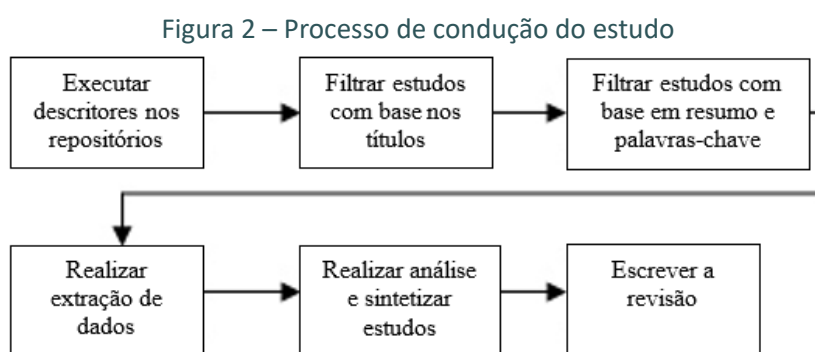 Figura 2 – Processo de condução do estudo
Executar
descritores nos
repositórios
Filtrar estudos
com base nos
títulos
Filtrar estudos com
base em resumo e
palavras-chave
Realizar
extração de
dados
Realizar análise
e sintetizar
estudos
Escrever a
revisão